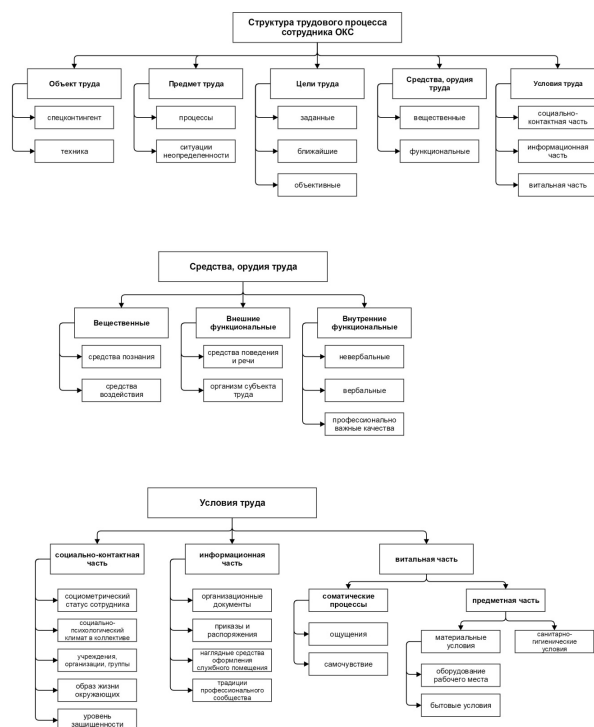 Структура трудового процесса
сотрудника ОКС
Объект труда
спецконтингент
техника
Предмет труда
процессы
ситуации
неопределенности
Цели труда
заданные
ближайшие
объективные
Средства, орудия
труда
вещественные
функциональные
Условия труда
социально-
контактная часть
информационная
часть
витальная часть
Средства, орудия труда
Вещественные
средства познания
средства
воздействия
Внешние
функциональные
средства поведения
и речи
организм субъекта
труда
Внутренние
функциональные
невербальные
вербальные
профессионально
важные качества
Условия труда
социально-контактная
часть
социометрический
статус сотрудника
социально-
психологический
климат в коллективе
учреждения,
организации, группы
образ жизни
окружающих
уровень
защищенности
информационная
часть
организационные
документы
приказы и
распоряжения
наглядные средства
оформления
служебного помещения
традиции
профессионального
сообщества
витальная часть
соматические
процессы
ощущения
самочувствие
предметная часть
материальные
условия
оборудование
рабочего места
бытовые условия
санитарно-
гигиенические
условия